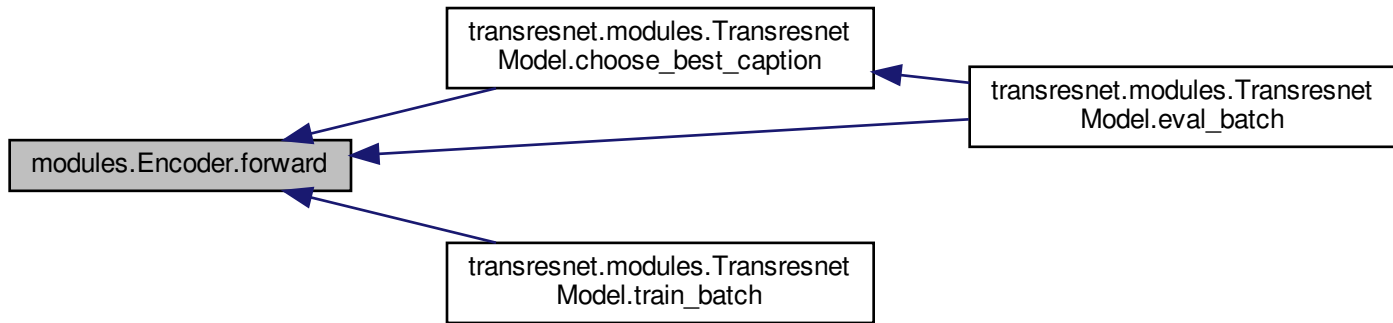 transresnet.modules.Transresnet
Model.choose_best_caption
transresnet.modules.Transresnet
Model.eval_batch
modules.Encoder.forward
transresnet.modules.Transresnet
Model.train_batch